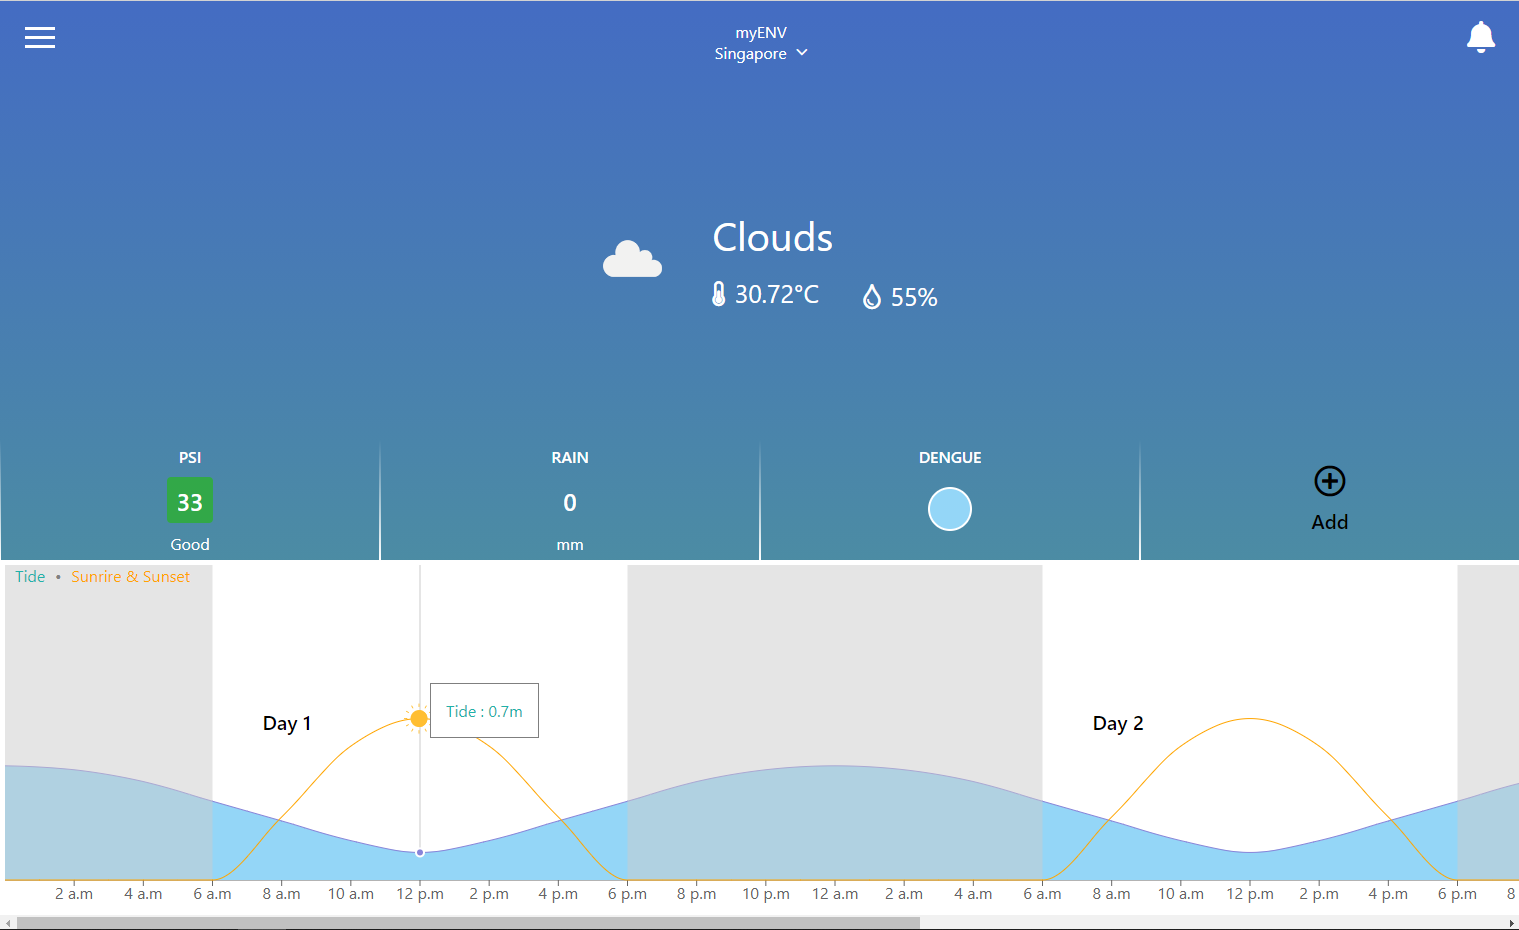 myENV
Singapore
Clouds
30.72°C 55%
PSI
33
Good
RAIN
0
mm
DENGUE
Add
Tide • Sunrire & Sunset
Day 1
Tide : 0.7m
Day 2
2 a.m 4 a.m 6 a.m 8 a.m 10 a.m 12 p.m 2 p.m 4 p.m 6 p.m 8 p.m 10 p.m 12 a.m 2 a.m 4 a.m 6 a.m 8 a.m 10 a.m 12 p.m 2 p.m 4 p.m 6 p.m 8